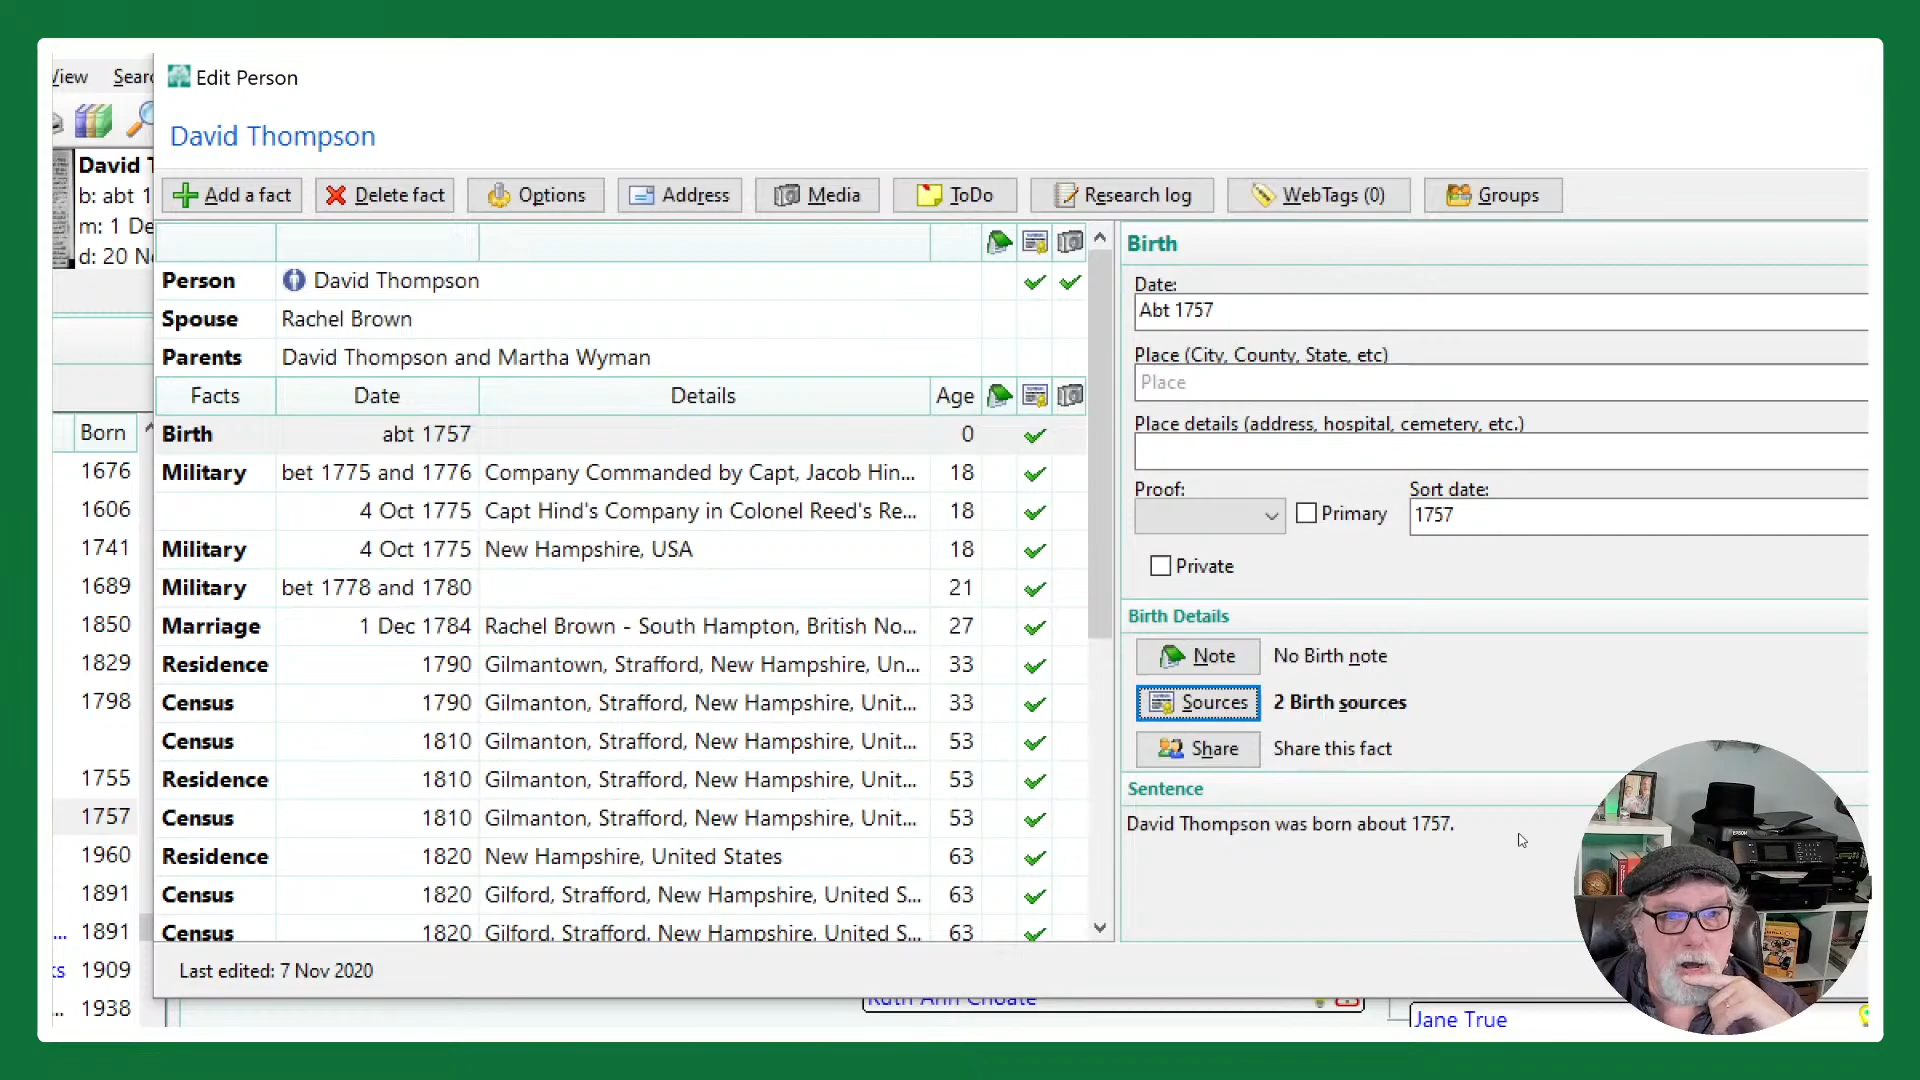 View Searc
Edit Person
David Thompson
David T
b: abt 1
m: 1 De
d: 20 No
Add a fact Delete fact Options Address Media ToDo Research log WebTags (0) Groups
Person David Thompson
Spouse Rachel Brown
Parents David Thompson and Martha Wyman
Facts Date Details Age
Birth abt 1757 0
Military bet 1775 and 1776 Company Commanded by Capt, Jacob Hin... 18
4 Oct 1775 Capt Hind's Company in Colonel Reed's Re... 18
Military 4 Oct 1775 New Hampshire, USA 18
Military bet 1778 and 1780 21
Marriage 1 Dec 1784 Rachel Brown - South Hampton, British No... 27
Residence 1790 Gilmantown, Strafford, New Hampshire, Un... 33
Census 1790 Gilmanton, Strafford, New Hampshire, Unit... 33
Census 1810 Gilmanton, Strafford, New Hampshire, Unit... 53
Residence 1810 Gilmanton, Strafford, New Hampshire, Unit... 53
Census 1810 Gilmanton, Strafford, New Hampshire, Unit... 53
Residence 1820 New Hampshire, United States 63
Census 1820 Gilford, Strafford, New Hampshire, United S... 63
Census 1820 Gilford, Strafford, New Hampshire, United S... 63
Last edited: 7 Nov 2020
Born
1676
1606
1741
1689
1850
1829
1798
1755
1757
1960
1891
... 1891
ts 1909
... 1938
Birth
Date:
Abt 1757
Place (City, County, State, etc)
Place
Place details (address, hospital, cemetery, etc.)
Proof: Primary Sort date:
1757
Private
Birth Details
Note No Birth note
Sources 2 Birth sources
Share Share this fact
Sentence
David Thompson was born about 1757.
Ruth Ann Choate
Jane True
EPSON